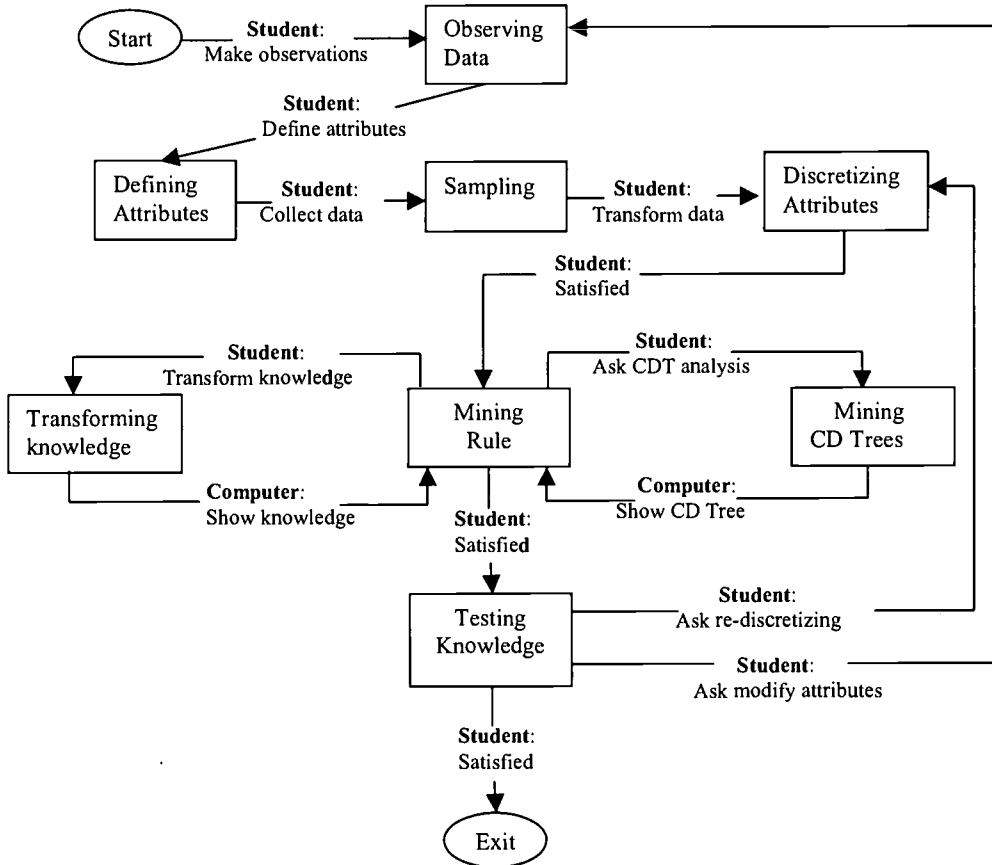 Start
Student:
Make observations
Observing
Data
Student:
Define attributes
Defining
Attributes
Student:
Collect data
Sampling
Student:
Transform data
Discretizing
Attributes
Student:
Satisfied
Student:
Transform knowledge
Student:
Ask CDT analysis
Transforming
knowledge
Mining
Rule
Mining
CD Trees
Computer:
Show knowledge
Computer:
Show CD Tree
Student:
Satisfied
Testing
Knowledge
Student:
Ask re-discretizing
Student:
Ask modify attributes
Student:
Satisfied
Exit